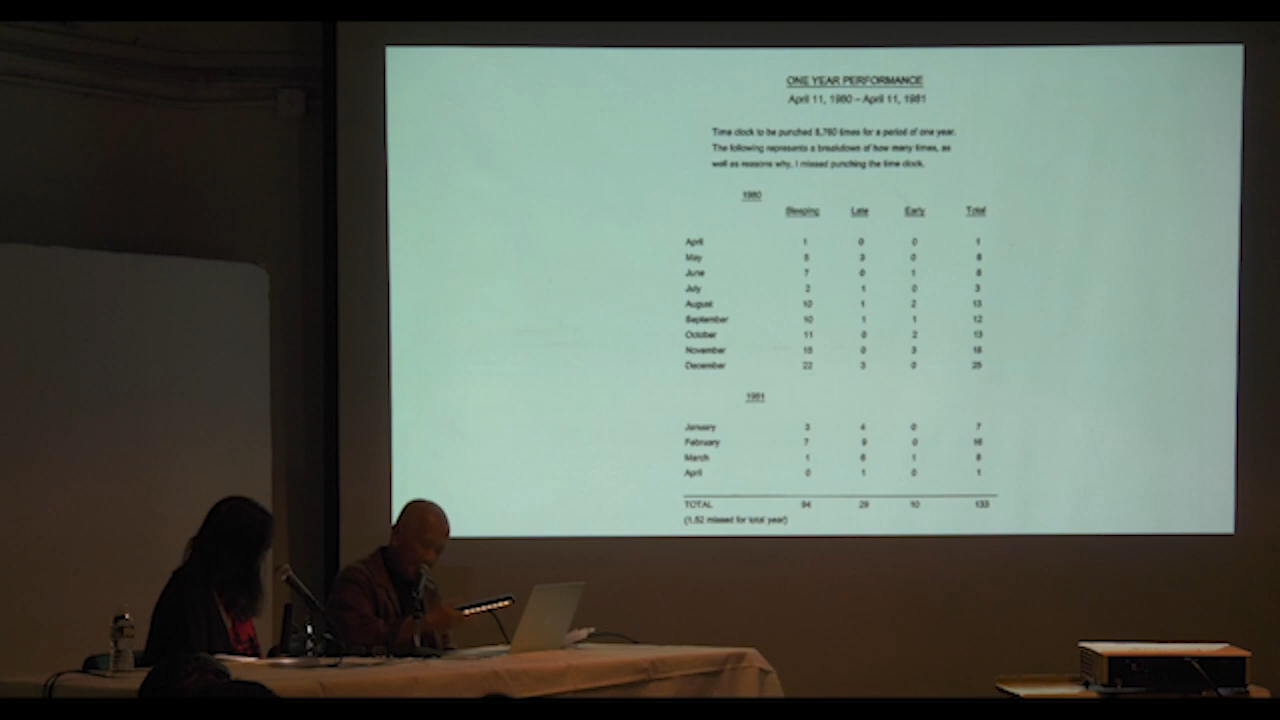 ONE YEAR PERFORMANCE
April 11, 1980 – April 11, 1981
Time clock to be punched 8,760 times for a period of one year.
The following represents a breakdown of how many times, as
well as reasons why, I missed punching the time clock.
1980
Sleeping Late Early Total
April 1 0 0 1
May 5 3 0 8
June 7 0 1 8
July 2 1 0 3
August 10 1 2 13
September 10 1 1 12
October 11 0 2 13
November 15 0 3 18
December 22 3 0 25
1981
January 3 4 0 7
February 7 9 0 16
March 1 6 1 8
April 0 1 0 1
TOTAL 94 29 10 133
(1,52 missed for total year)